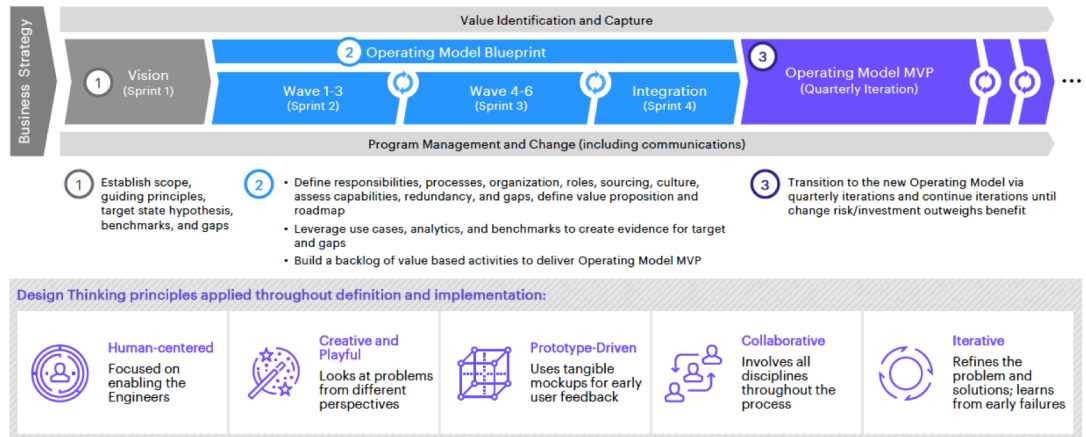 Business Strategy
Value Identification and Capture
1
Vision
(Sprint 1)
2
Operating Model Blueprint
Wave 1-3
(Sprint 2)
Wave 4-6
(Sprint 3)
Integration
(Sprint 4)
3
Operating Model MVP
(Quarterly Iteration)
...
Program Management and Change (including communications)
1
Establish scope,
guiding principles,
target state hypothesis,
benchmarks, and gaps
2
• Define responsibilities, processes, organization, roles, sourcing, culture,
assess capabilities, redundancy, and gaps, define value proposition and
roadmap
• Leverage use cases, analytics, and benchmarks to create evidence for target
and gaps
• Build a backlog of value based activities to deliver Operating Model MVP
3
Transition to the new Operating Model via
quarterly iterations and continue iterations until
change risk/investment outweighs benefit
Design Thinking principles applied throughout definition and implementation:
Human-centered
Focused on
enabling the
Engineers
Creative and
Playful
Looks at problems
from different
perspectives
Prototype-Driven
Uses tangible
mockups for early
user feedback
Collaborative
Involves all
disciplines
throughout the
process
Iterative
Refines the
problem and
solutions; learns
from early failures